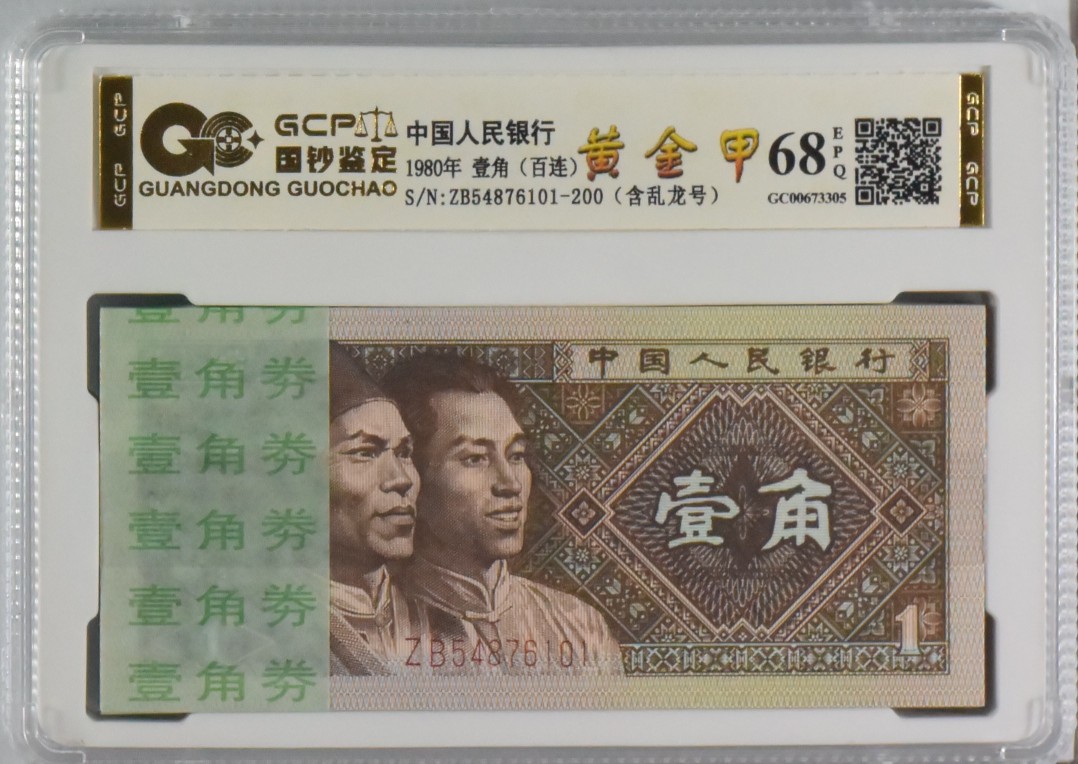 GCP
国钞鉴定
GUANGDONG GUOCHAO
中国人民银行
1980年 壹角（百连）
S/N:ZB54876101-200（含乱龙号）
黄金甲
68
EPQ
GC00673305
GCP GCP
GCP GCP
壹角券
壹角券
壹角券
壹角券
壹角券
壹角券
中国人民银行
壹角
1
ZB54876101